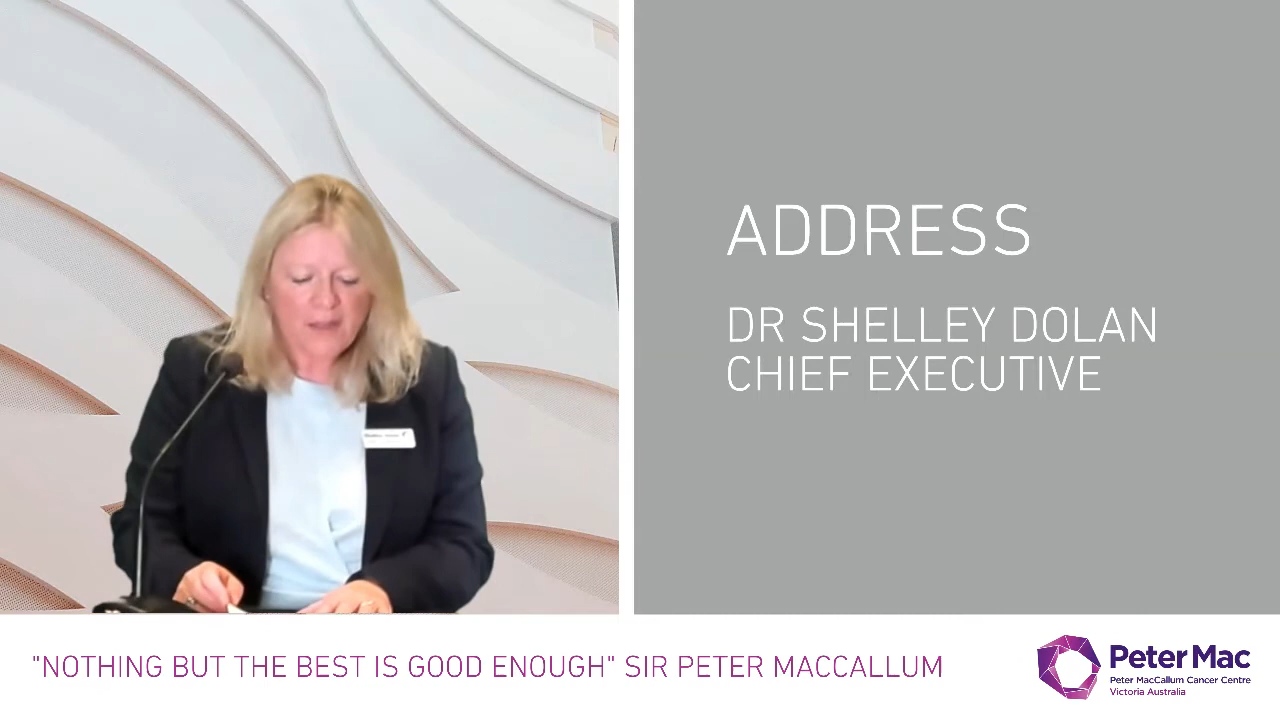 ADDRESS
DR SHELLEY DOLAN
CHIEF EXECUTIVE
"NOTHING BUT THE BEST IS GOOD ENOUGH" SIR PETER MACCALLUM
Peter Mac
Peter MacCallum Cancer Centre
Victoria Australia